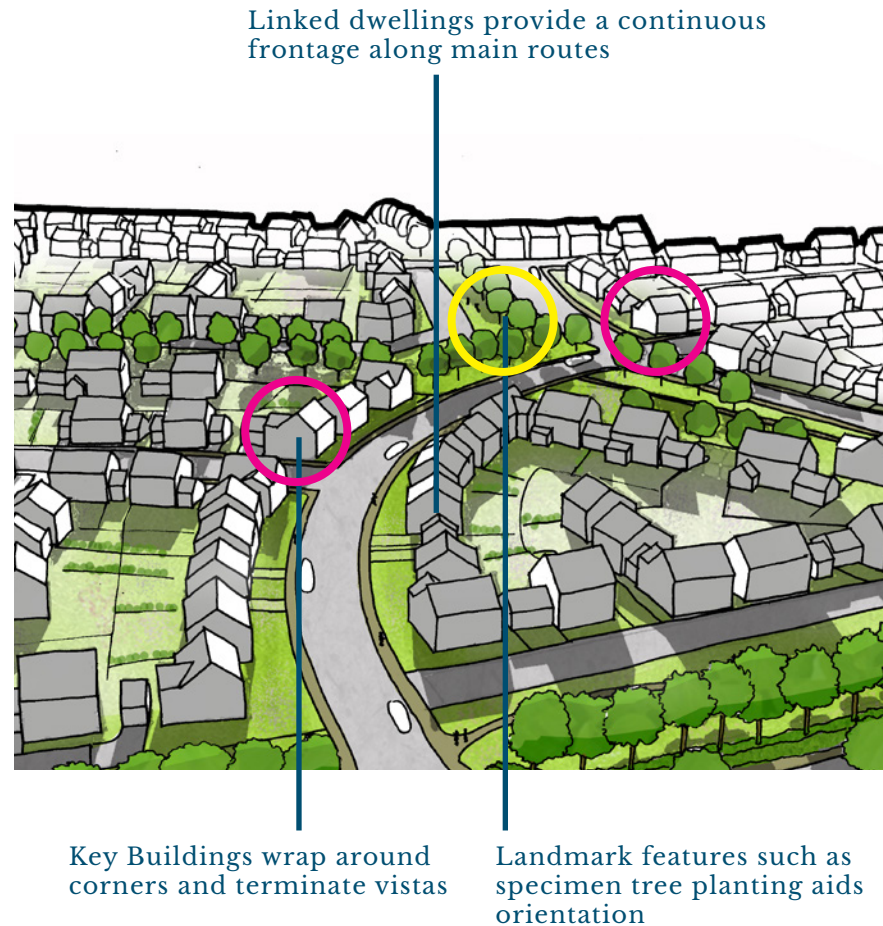 Linked dwellings provide a continuous
frontage along main routes
Key Buildings wrap around
corners and terminate vistas
Landmark features such as
specimen tree planting aids
orientation